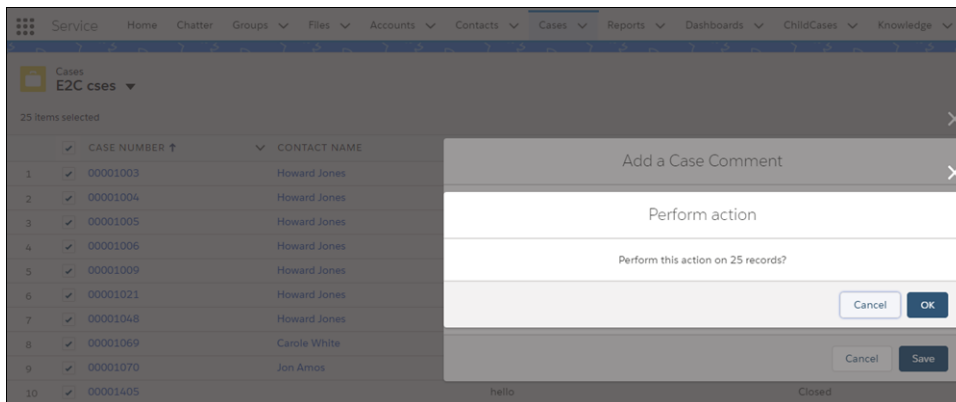 Service Home Chatter Groups Files Accounts Contacts Cases Reports Dashboards ChildCases Knowledge
Cases
E2C cses
25 items selected
CASE NUMBER CONTACT NAME
Add a Case Comment
1 00001003 Howard Jones
2 00001004 Howard Jones
Perform action
3 00001005 Howard Jones
4 00001006 Howard Jones
Perform this action on 25 records?
5 00001009 Howard Jones
6 00001021 Howard Jones
Cancel OK
7 00001048 Howard Jones
8 00001069 Carole White
Cancel Save
9 00001070 Jon Amos
10 00001405 hello Closed